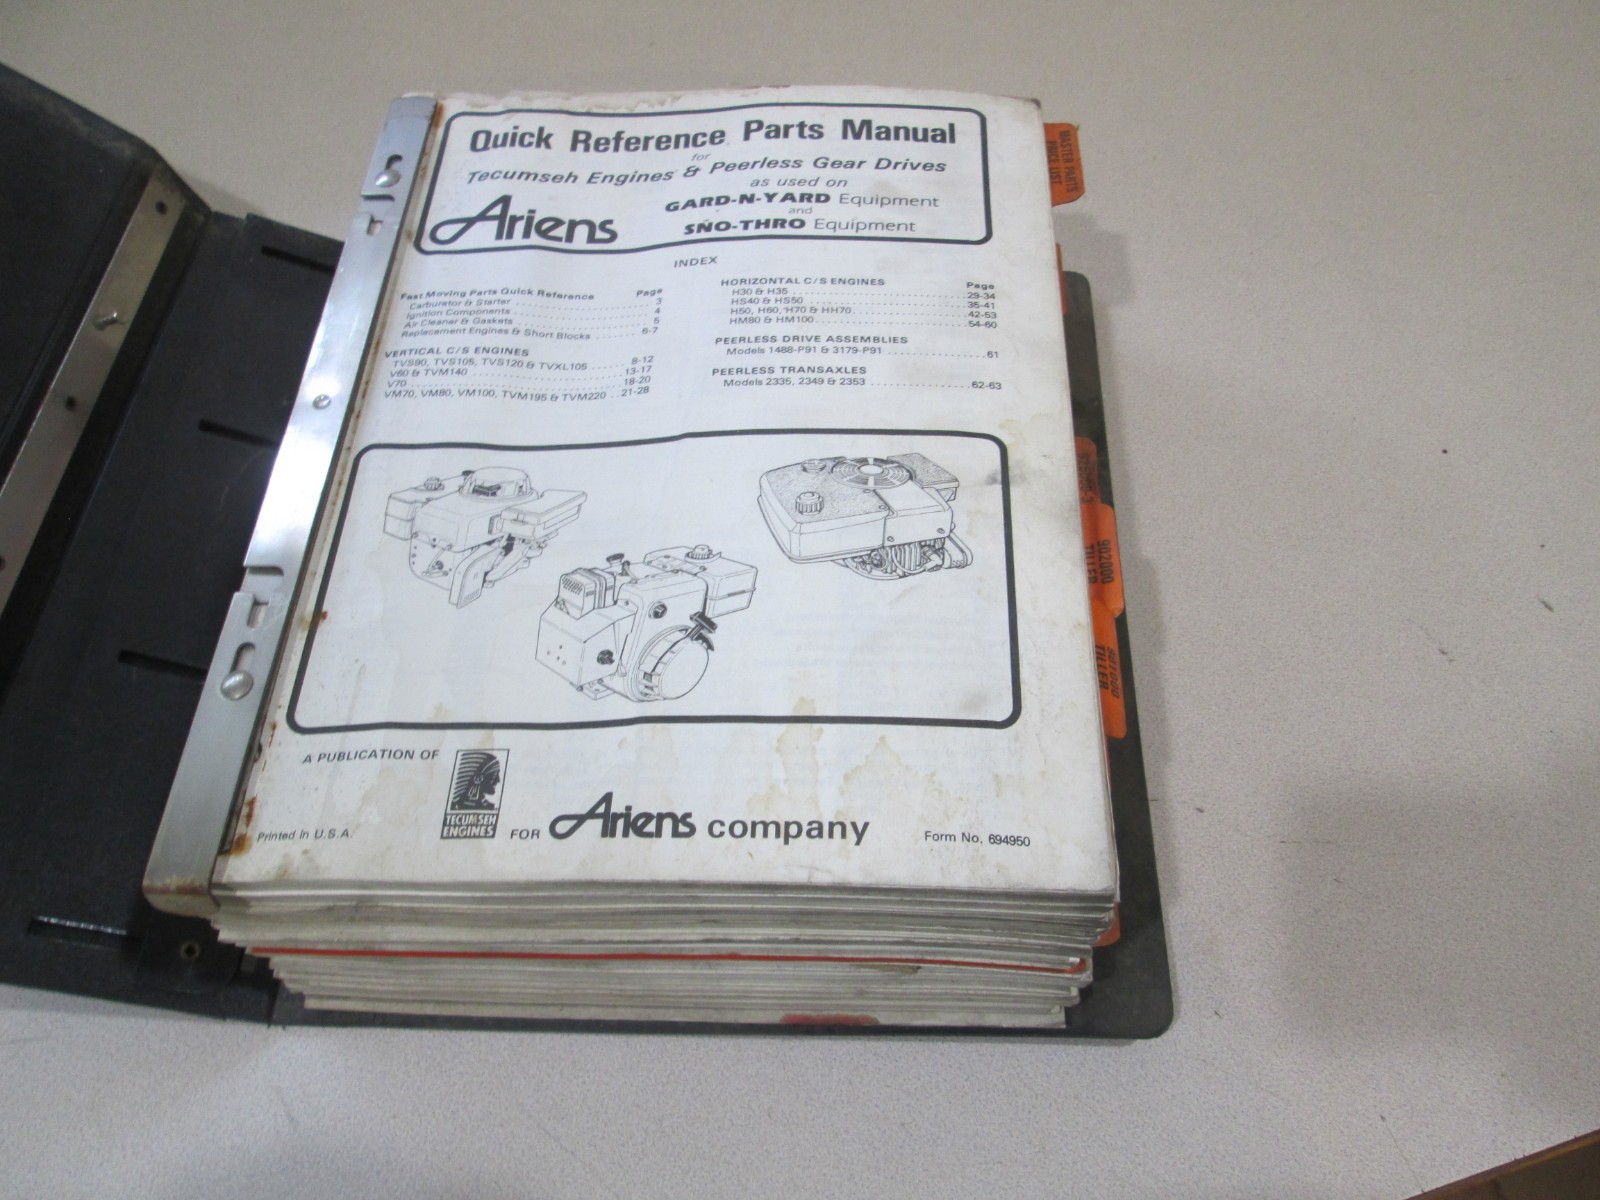 Quick Reference Parts Manual
for
Tecumseh Engines & Peerless Gear Drives
as used on
Ariens
GARD-N-YARD Equipment
and
SNO-THRO Equipment
INDEX
Fast Moving Parts Quick Reference Page
Carburetor & Starter 3
Ignition Components 4
Air Cleaner & Gaskets 5
Replacement Engines & Short Blocks 6-7
VERTICAL C/S ENGINES
TVS90, TVS105, TVS120 & TVXL105 8-12
V60 & TVM140 13-17
V70 18-20
VM70, VM80, VM100, TVM195 & TVM220 21-28
HORIZONTAL C/S ENGINES Page
H30 & H35 29-34
HS40 & HS50 35-41
H50, H60, H70 & HH70 42-53
HM80 & HM100 54-60
PEERLESS DRIVE ASSEMBLIES
Models 1488-P91 & 3179-P91 61
PEERLESS TRANSAXLES
Models 2335, 2349 & 2353 62-63
A PUBLICATION OF
TECUMSEH
ENGINES
FOR Ariens company
Printed in U.S.A.
Form No. 694950
MASTER PARTS
PRICE LIST
902000
TILLER
901000
TILLER